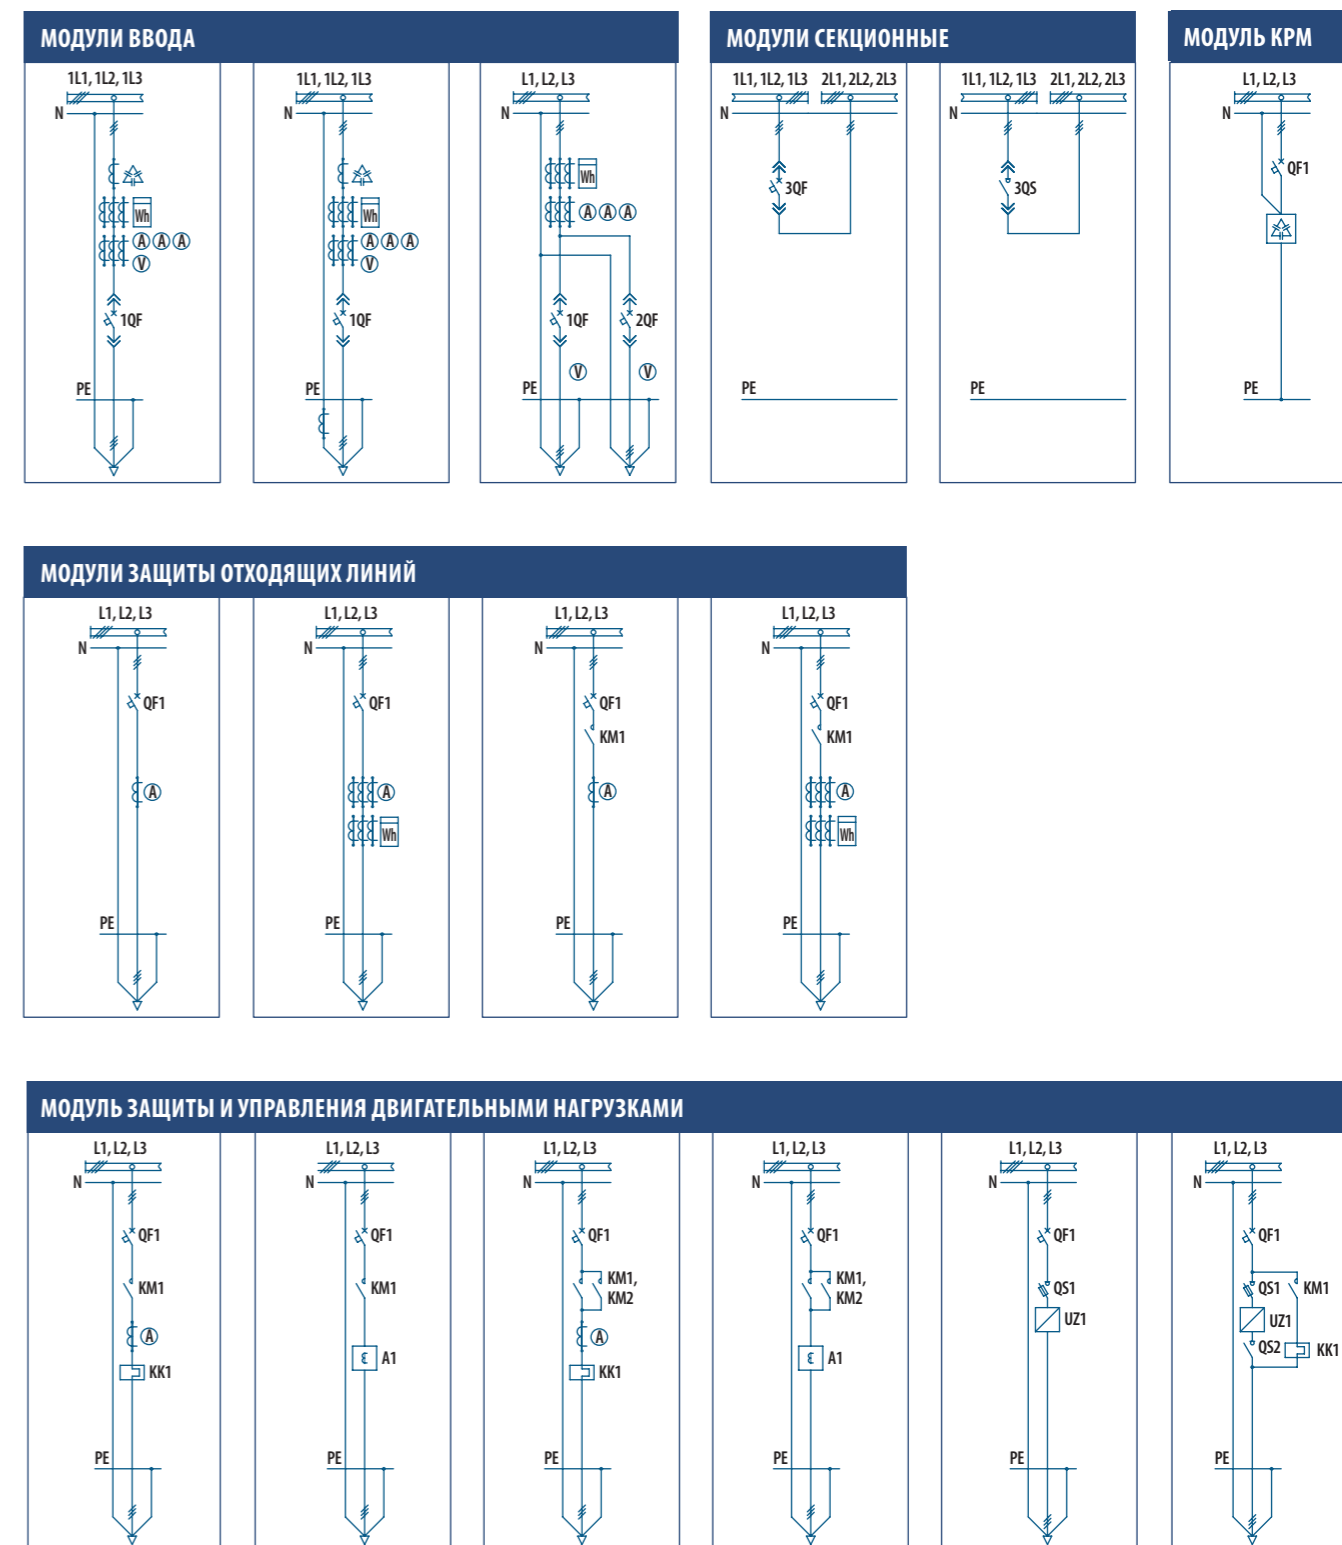 МОДУЛИ ВВОДА
МОДУЛИ СЕКЦИОННЫЕ
МОДУЛЬ КРМ
1L1, 1L2, 1L3
N
Wh
A A A
V
1QF
PE
1L1, 1L2, 1L3
N
Wh
A A A
V
1QF
PE
L1, L2, L3
N
Wh
A A A
1QF
2QF
V
V
PE
1L1, 1L2, 1L3
2L1, 2L2, 2L3
N
3QF
PE
1L1, 1L2, 1L3
2L1, 2L2, 2L3
N
3QS
PE
L1, L2, L3
N
QF1
PE
МОДУЛИ ЗАЩИТЫ ОТХОДЯЩИХ ЛИНИЙ
L1, L2, L3
N
QF1
A
PE
L1, L2, L3
N
QF1
A
Wh
PE
L1, L2, L3
N
QF1
KM1
A
PE
L1, L2, L3
N
QF1
KM1
A
Wh
PE
МОДУЛЬ ЗАЩИТЫ И УПРАВЛЕНИЯ ДВИГАТЕЛЬНЫМИ НАГРУЗКАМИ
L1, L2, L3
N
QF1
KM1
A
KK1
PE
L1, L2, L3
N
QF1
KM1
A1
PE
L1, L2, L3
N
QF1
KM1,
KM2
A
KK1
PE
L1, L2, L3
N
QF1
KM1,
KM2
A1
PE
L1, L2, L3
N
QF1
QS1
UZ1
PE
L1, L2, L3
N
QF1
QS1
KM1
UZ1
QS2
KK1
PE